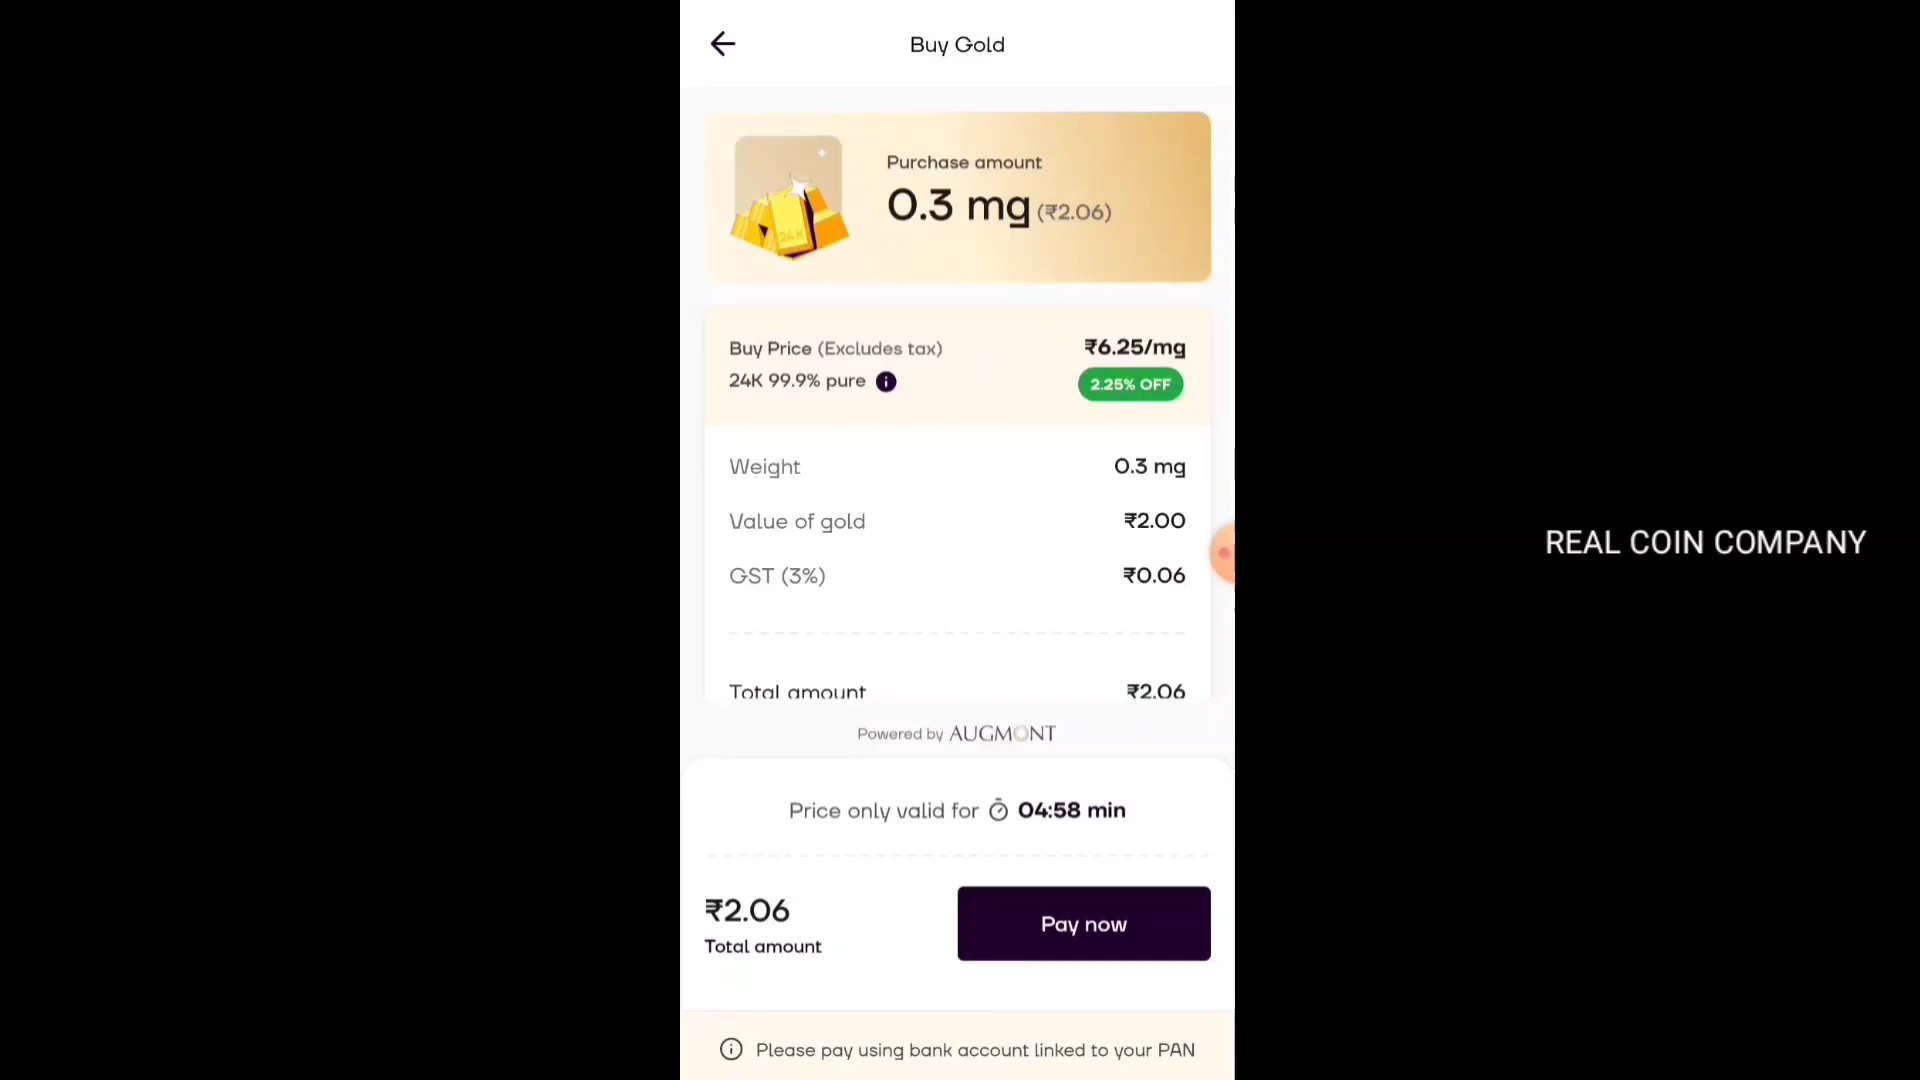 Buy Gold
Purchase amount
0.3 mg (₹2.06)
24K
Buy Price (Excludes tax) ₹6.25/mg
24K 99.9% pure 2.25% OFF
Weight 0.3 mg
Value of gold ₹2.00
GST (3%) ₹0.06
Total amount ₹2.06
Powered by AUGMONT
Price only valid for 04:58 min
₹2.06
Total amount
Pay now
Please pay using bank account linked to your PAN
REAL COIN COMPANY